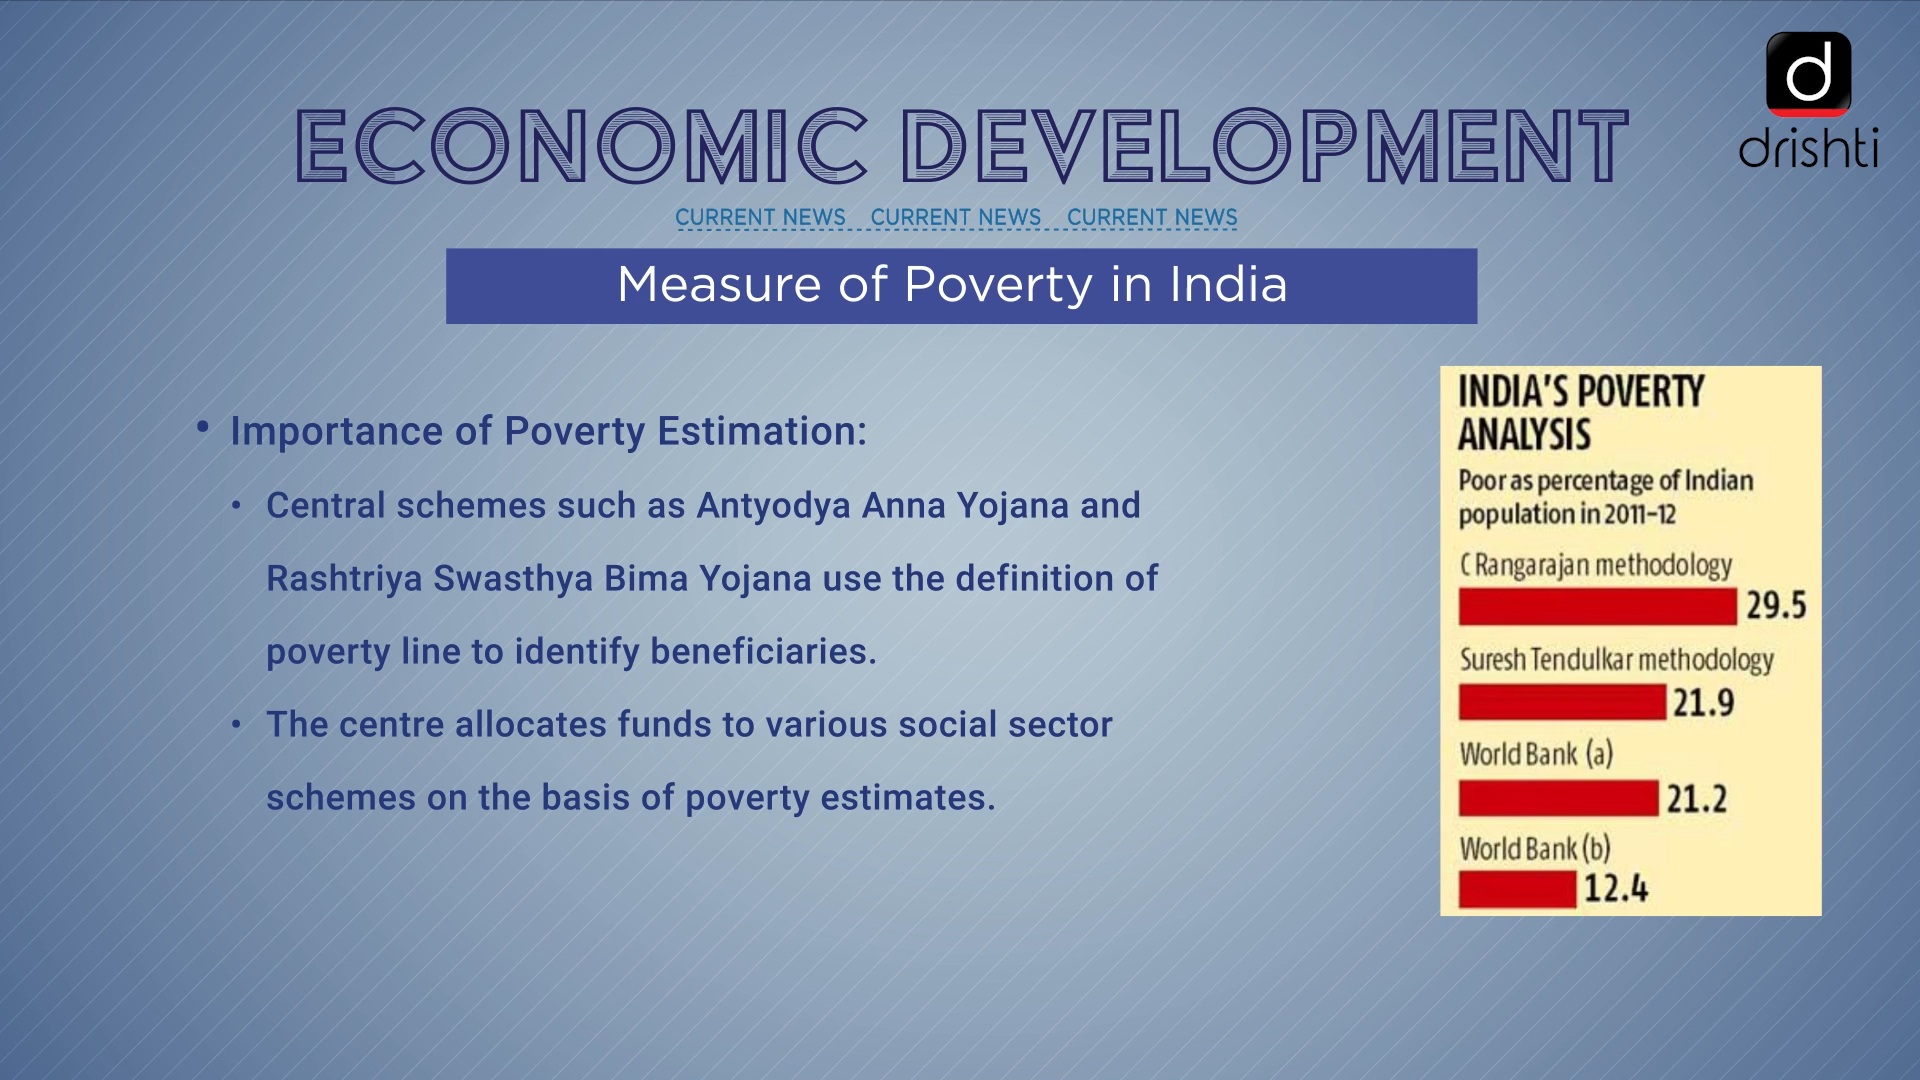 d
drishti
ECONOMIC DEVELOPMENT
CURRENT NEWS CURRENT NEWS CURRENT NEWS
Measure of Poverty in India
• Importance of Poverty Estimation:
• Central schemes such as Antyodya Anna Yojana and
Rashtriya Swasthya Bima Yojana use the definition of
poverty line to identify beneficiaries.
• The centre allocates funds to various social sector
schemes on the basis of poverty estimates.
INDIA'S POVERTY
ANALYSIS
Poor as percentage of Indian
population in 2011-12
C Rangarajan methodology
29.5
Suresh Tendulkar methodology
21.9
World Bank (a)
21.2
World Bank (b)
12.4